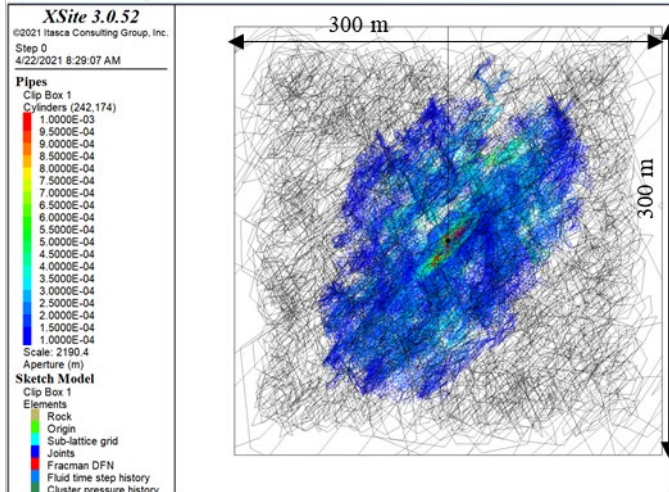 XSite 3.0.52
©2021 Itasca Consulting Group, Inc.
Step 0
4/22/2021 8:29:07 AM
Pipes
Clip Box 1
Cylinders (242,174)
1.0000E-03
9.5000E-04
9.0000E-04
8.5000E-04
8.0000E-04
7.5000E-04
7.0000E-04
6.5000E-04
6.0000E-04
5.5000E-04
5.0000E-04
4.5000E-04
4.0000E-04
3.5000E-04
3.0000E-04
2.5000E-04
2.0000E-04
1.5000E-04
1.0000E-04
Scale: 2190.4
Aperture (m)
Sketch Model
Clip Box 1
Elements
Rock
Origin
Sub-lattice grid
Joints
Fracman DFN
Fluid time step history
Cluster pressure history
300 m
300 m